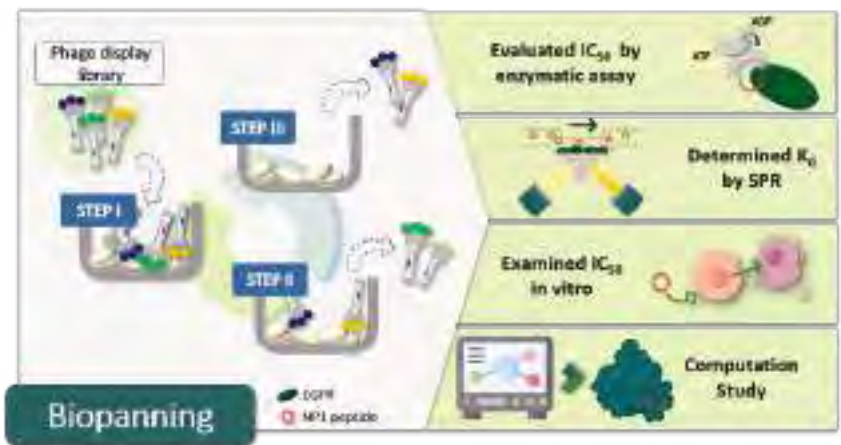 Phage display
library
STEP I
STEP II
STEP III
EGFR
NP1 peptide
Biopanning
Evaluated IC50 by
enzymatic assay
ADP
ATP
Determined Kd
by SPR
Examined IC50
in vitro
Computation
Study